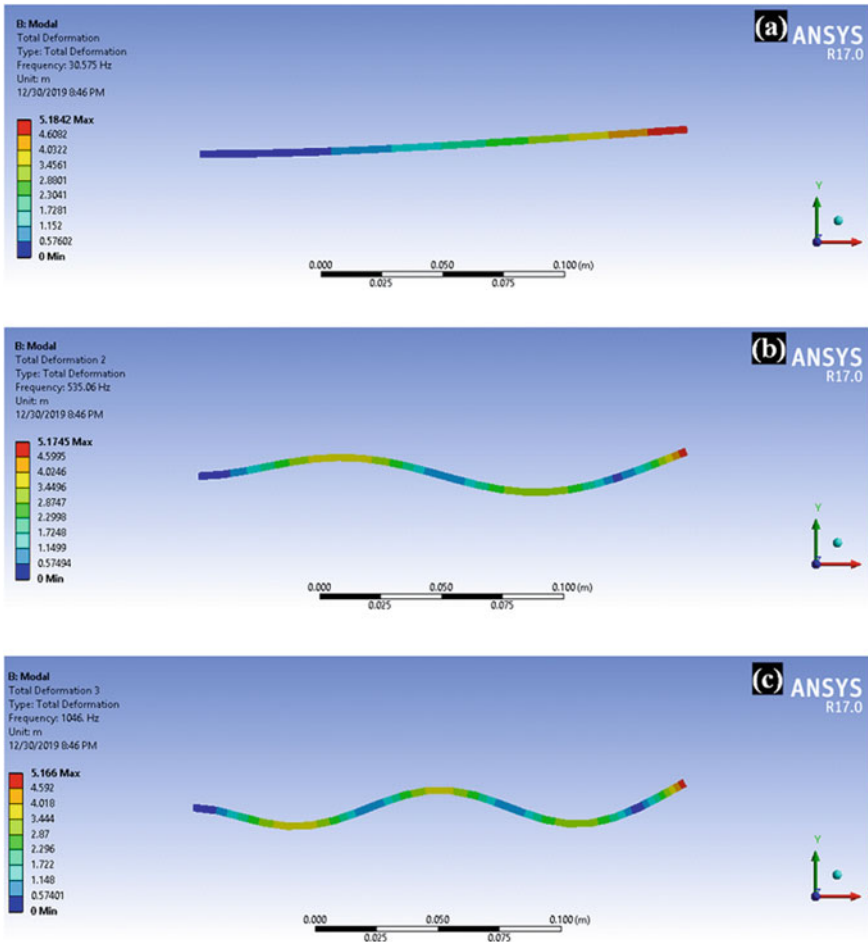 B: Modal
Total Deformation
Type: Total Deformation
Frequency: 30.575 Hz
Unit: m
12/30/2019 8:46 PM
(a) ANSYS
R17.0
5.1842 Max
4.6082
4.0322
3.4561
2.8801
2.3041
1.7281
1.152
0.57602
0 Min
Y
0.000 0.050 0.100 (m)
0.025 0.075
B: Modal
Total Deformation 2
Type: Total Deformation
Frequency: 535.06 Hz
Unit: m
12/30/2019 8:46 PM
(b) ANSYS
R17.0
5.1745 Max
4.5995
4.0246
3.4496
2.8747
2.2998
1.7248
1.1499
0.57494
0 Min
Y
0.000 0.050 0.100 (m)
0.025 0.075
B: Modal
Total Deformation 3
Type: Total Deformation
Frequency: 1046. Hz
Unit: m
12/30/2019 8:46 PM
(c) ANSYS
R17.0
5.166 Max
4.592
4.018
3.444
2.87
2.296
1.722
1.148
0.57401
0 Min
Y
0.000 0.050 0.100 (m)
0.025 0.075